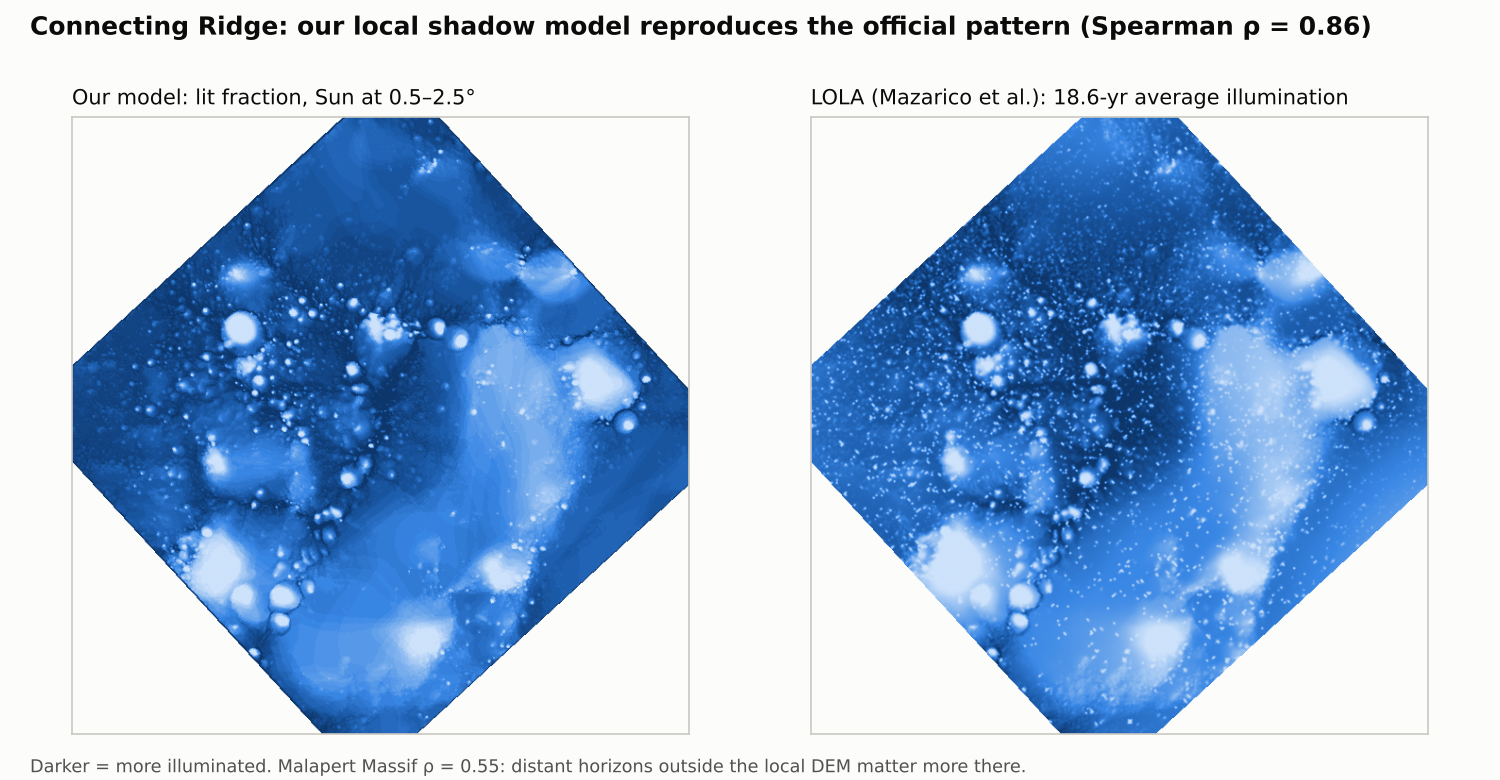 Connecting Ridge: our local shadow model reproduces the official pattern (Spearman ρ = 0.86)
Our model: lit fraction, Sun at 0.5–2.5°
LOLA (Mazarico et al.): 18.6-yr average illumination
Darker = more illuminated. Malapert Massif ρ = 0.55: distant horizons outside the local DEM matter more there.